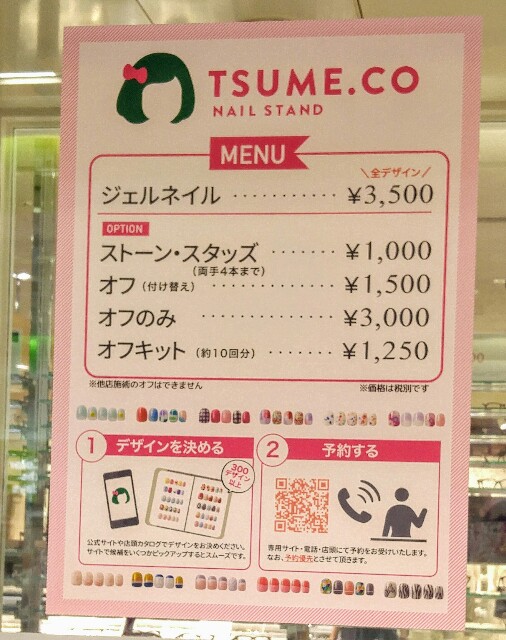 TSUME.CO
NAIL STAND
MENU
\全デザイン/
ジェルネイル ··········· ¥3,500
OPTION
ストーン・スタッズ ······· ¥1,000
(両手4本まで)
オフ (付け替え) ········· ¥1,500
オフのみ ············· ¥3,000
オフキット (約10回分) ······· ¥1,250
※他店施術のオフはできません
※価格は税別です
1 デザインを決める
300
デザイン
以上
公式サイトや店頭カタログでデザインをお決めください。
サイトで候補をいくつかピックアップするとスムーズです。
2 予約する
専用サイト・電話・店頭にて予約をお受けいたします。
なお、予約優先とさせて頂きます。